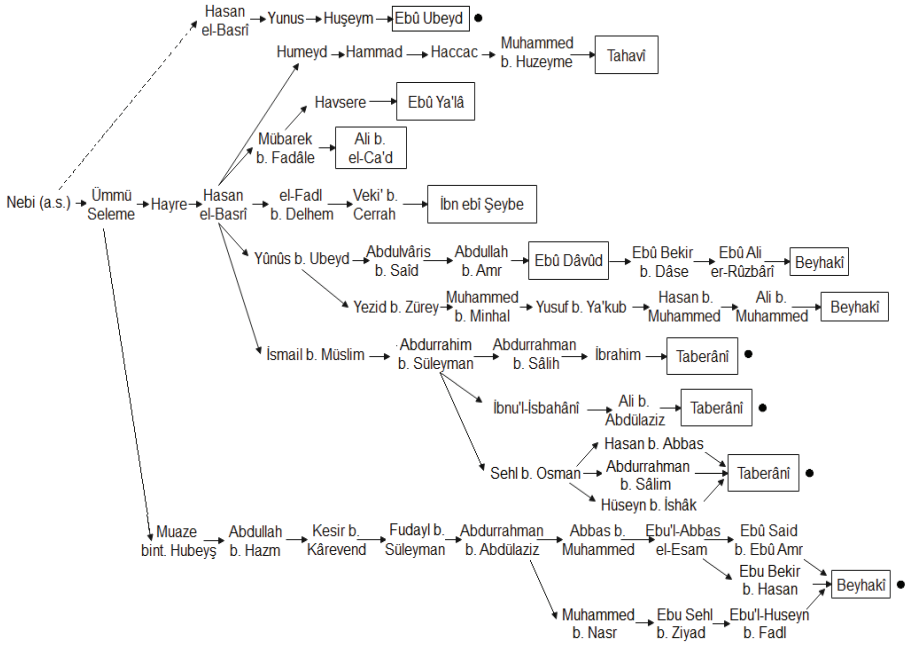 Hasan
el-Basrî
Yunus
Huşeym
Ebû Ubeyd
Humeyd
Hammad
Haccac
Muhammed
b. Huzeyme
Tahavî
Havsere
Ebû Ya'lâ
Mübarek
b. Fadâle
Ali b.
el-Ca'd
Nebi (a.s.)
Ümmü
Seleme
Hayre
Hasan
el-Basrî
el-Fadl
b. Delhem
Veki' b.
Cerrah
İbn ebî Şeybe
Yûnûs b. Ubeyd
Abdulvâris
b. Saîd
Abdullah
b. Amr
Ebû Dâvûd
Ebû Bekir
b. Dâse
Ebû Ali
er-Rûzbârî
Beyhakî
Yezid b. Zürey
Muhammed
b. Minhal
Yusuf b. Ya'kub
Hasan b.
Muhammed
Ali b.
Muhammed
Beyhakî
İsmail b. Müslim
Abdurrahim
b. Süleyman
Abdurrahman
b. Sâlih
İbrahim
Taberânî
İbnu'l-İsbahânî
Ali b.
Abdülaziz
Taberânî
Sehl b. Osman
Hasan b. Abbas
Abdurrahman
b. Sâlim
Hüseyn b. İshâk
Taberânî
Muaze
bint. Hubeyş
Abdullah
b. Hazm
Kesir b.
Kârevend
Fudayl b.
Süleyman
Abdurrahman
b. Abdülaziz
Abbas b.
Muhammed
Ebu'l-Abbas
el-Esam
Ebû Said
b. Ebû Amr
Ebu Bekir
b. Hasan
Beyhakî
Muhammed
b. Nasr
Ebu Sehl
b. Ziyad
Ebu'l-Huseyn
b. Fadl